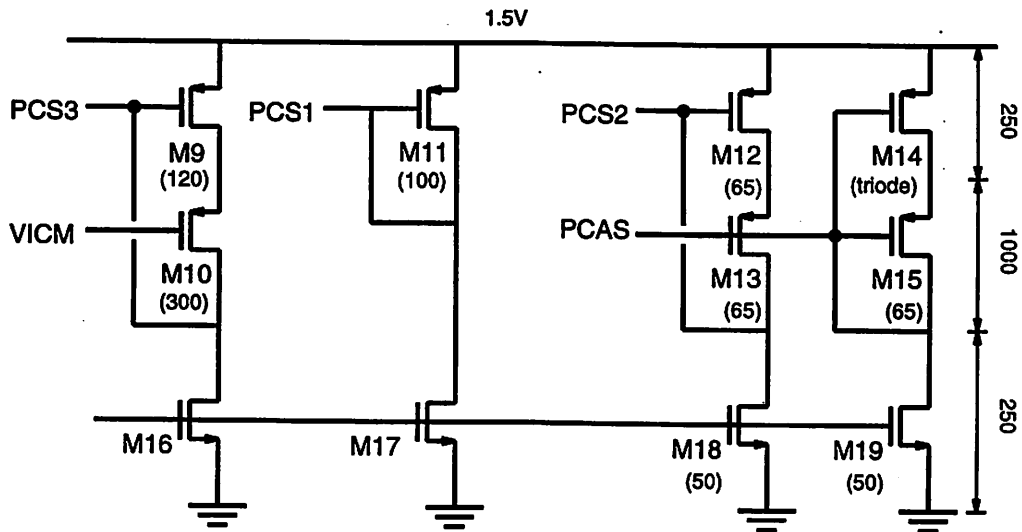 1.5V
PCS3
M9
(120)
VICM
M10
(300)
M16
PCS1
M11
(100)
M17
PCS2
M12
(65)
PCAS
M13
(65)
M18
(50)
M14
(triode)
M15
(65)
M19
(50)
250
1000
250